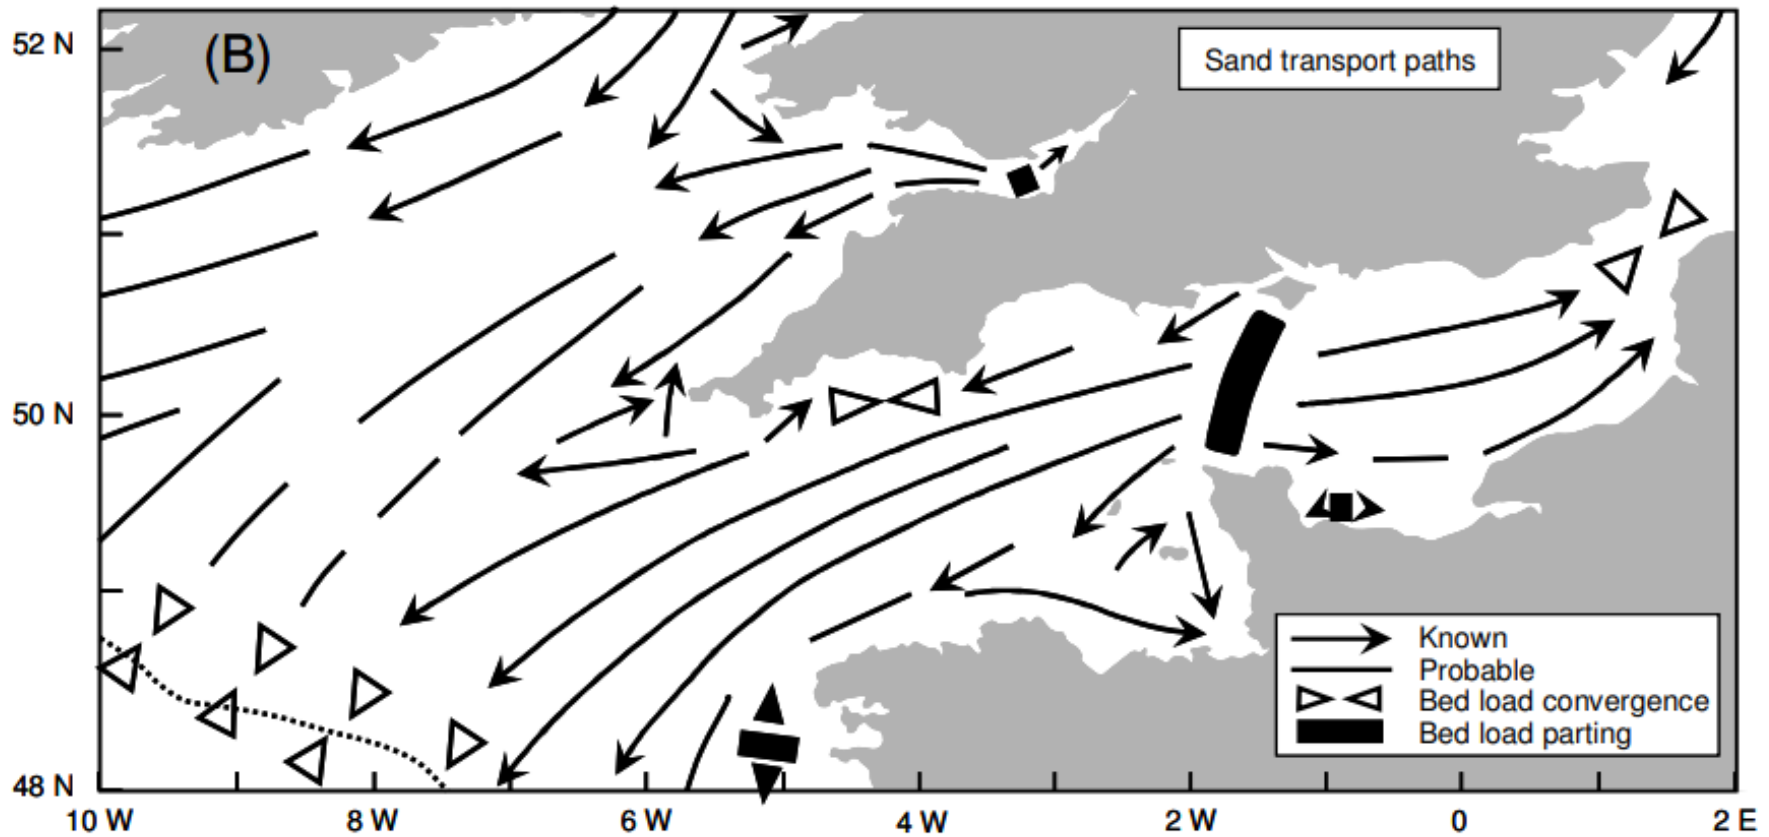 52 N
(B)
Sand transport paths
50 N
Known
Probable
Bed load convergence
Bed load parting
48 N
10 W
8 W
6 W
4 W
2 W
0
2 E